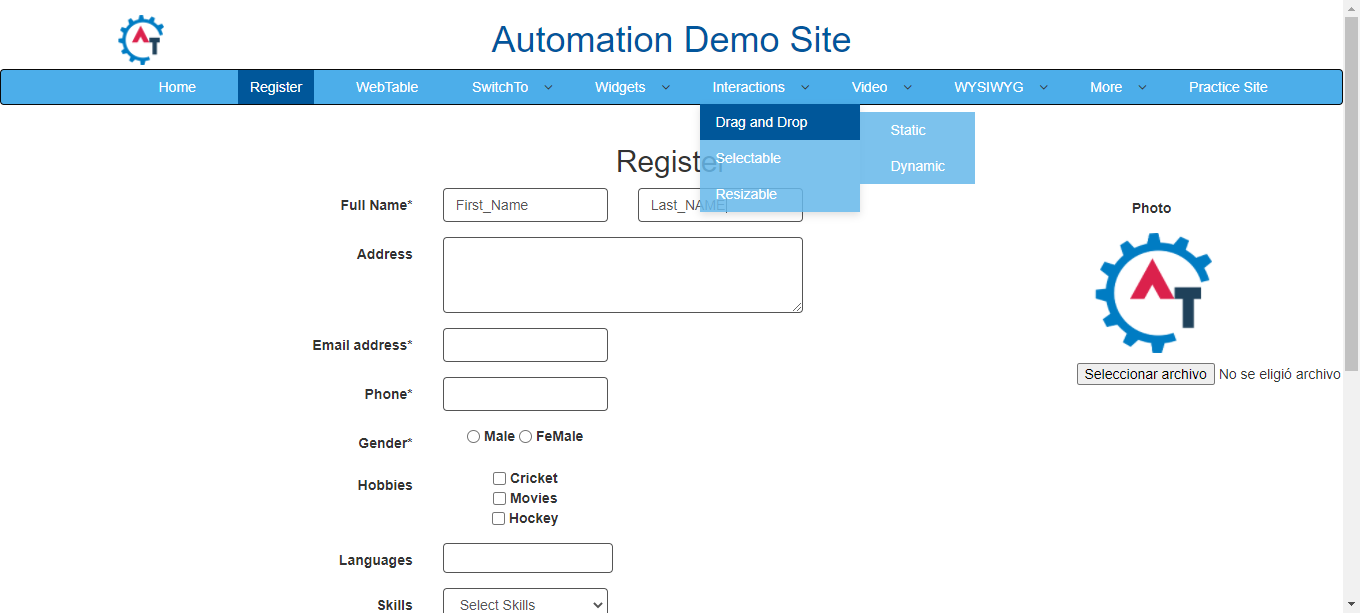 AT
Automation Demo Site
Home Register WebTable SwitchTo Widgets Interactions Video WYSIWYG More Practice Site
Drag and Drop
Static
Selectable
Dynamic
Resizable
Register
Full Name* First_Name Last_NAME
Photo
Address
AT
Email address*
Seleccionar archivo No se eligió archivo
Phone*
Gender* Male FeMale
Hobbies Cricket
Movies
Hockey
Languages
Skills Select Skills